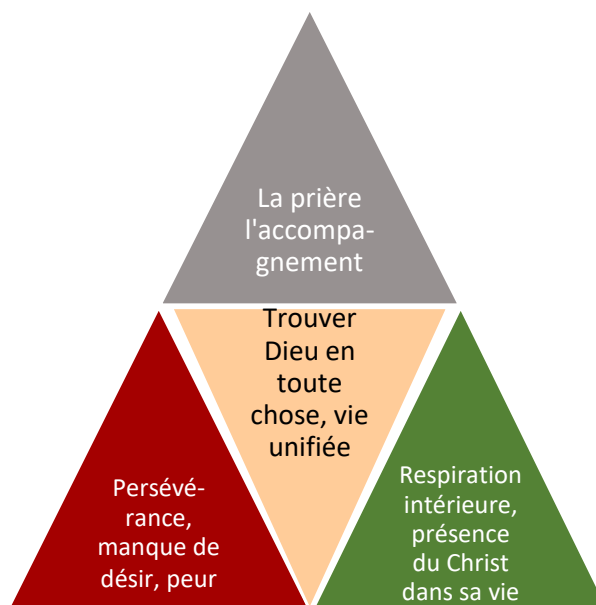 La prière
l'accompa-
gnement
Trouver
Dieu en
toute
chose, vie
unifiée
Persévé-
rance,
manque de
désir, peur
Respiration
intérieure,
présence
du Christ
dans sa vie